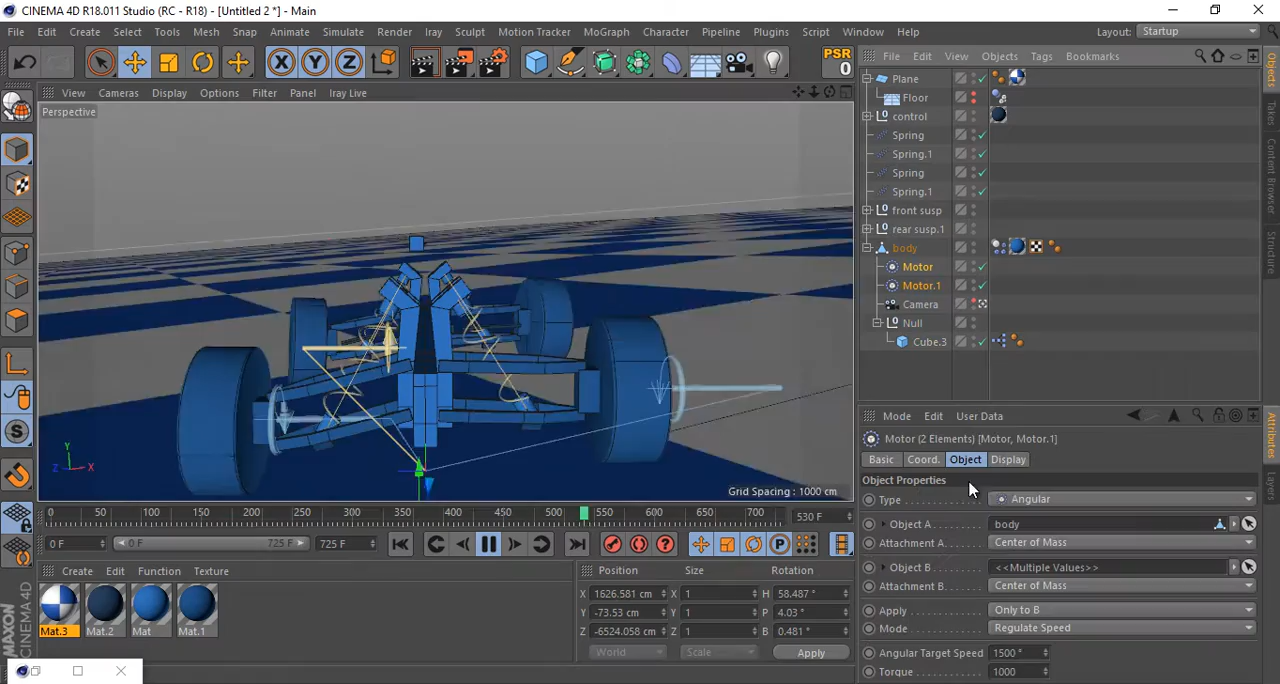 CINEMA 4D R18.011 Studio (RC - R18) - [Untitled 2 *] - Main
File Edit Create Select Tools Mesh Snap Animate Simulate Render Iray Sculpt Motion Tracker MoGraph Character Pipeline Plugins Script Window Help Layout: Startup
X Y Z PSR 0
File Edit View Objects Tags Bookmarks
View Cameras Display Options Filter Panel Iray Live
Perspective
Plane
Floor
control
Spring
Spring.1
Spring
Spring.1
front susp
rear susp.1
body
Motor
Motor.1
Camera
Null
Cube.3
Objects
Takes
Content Browser
Structure
Y
Z X
Grid Spacing : 1000 cm
Mode Edit User Data
Motor (2 Elements) [Motor, Motor.1]
Basic Coord. Object Display
Object Properties
Type Angular
Object A body
Attachment A Center of Mass
Object B <<Multiple Values>>
Attachment B Center of Mass
Apply Only to B
Mode Regulate Speed
Angular Target Speed 1500 °
Torque 1000
Attributes
Layers
0 50 100 150 200 250 300 350 400 450 500 550 600 650 700 530 F
0 F 0 F 725 F 725 F
Create Edit Function Texture
Mat.3 Mat.2 Mat Mat.1
Position Size Rotation
X 1626.581 cm X 1 H 58.487 °
Y -73.53 cm Y 1 P 4.03 °
Z -6524.058 cm Z 1 B 0.481 °
World Scale Apply
MAXON
CINEMA 4D